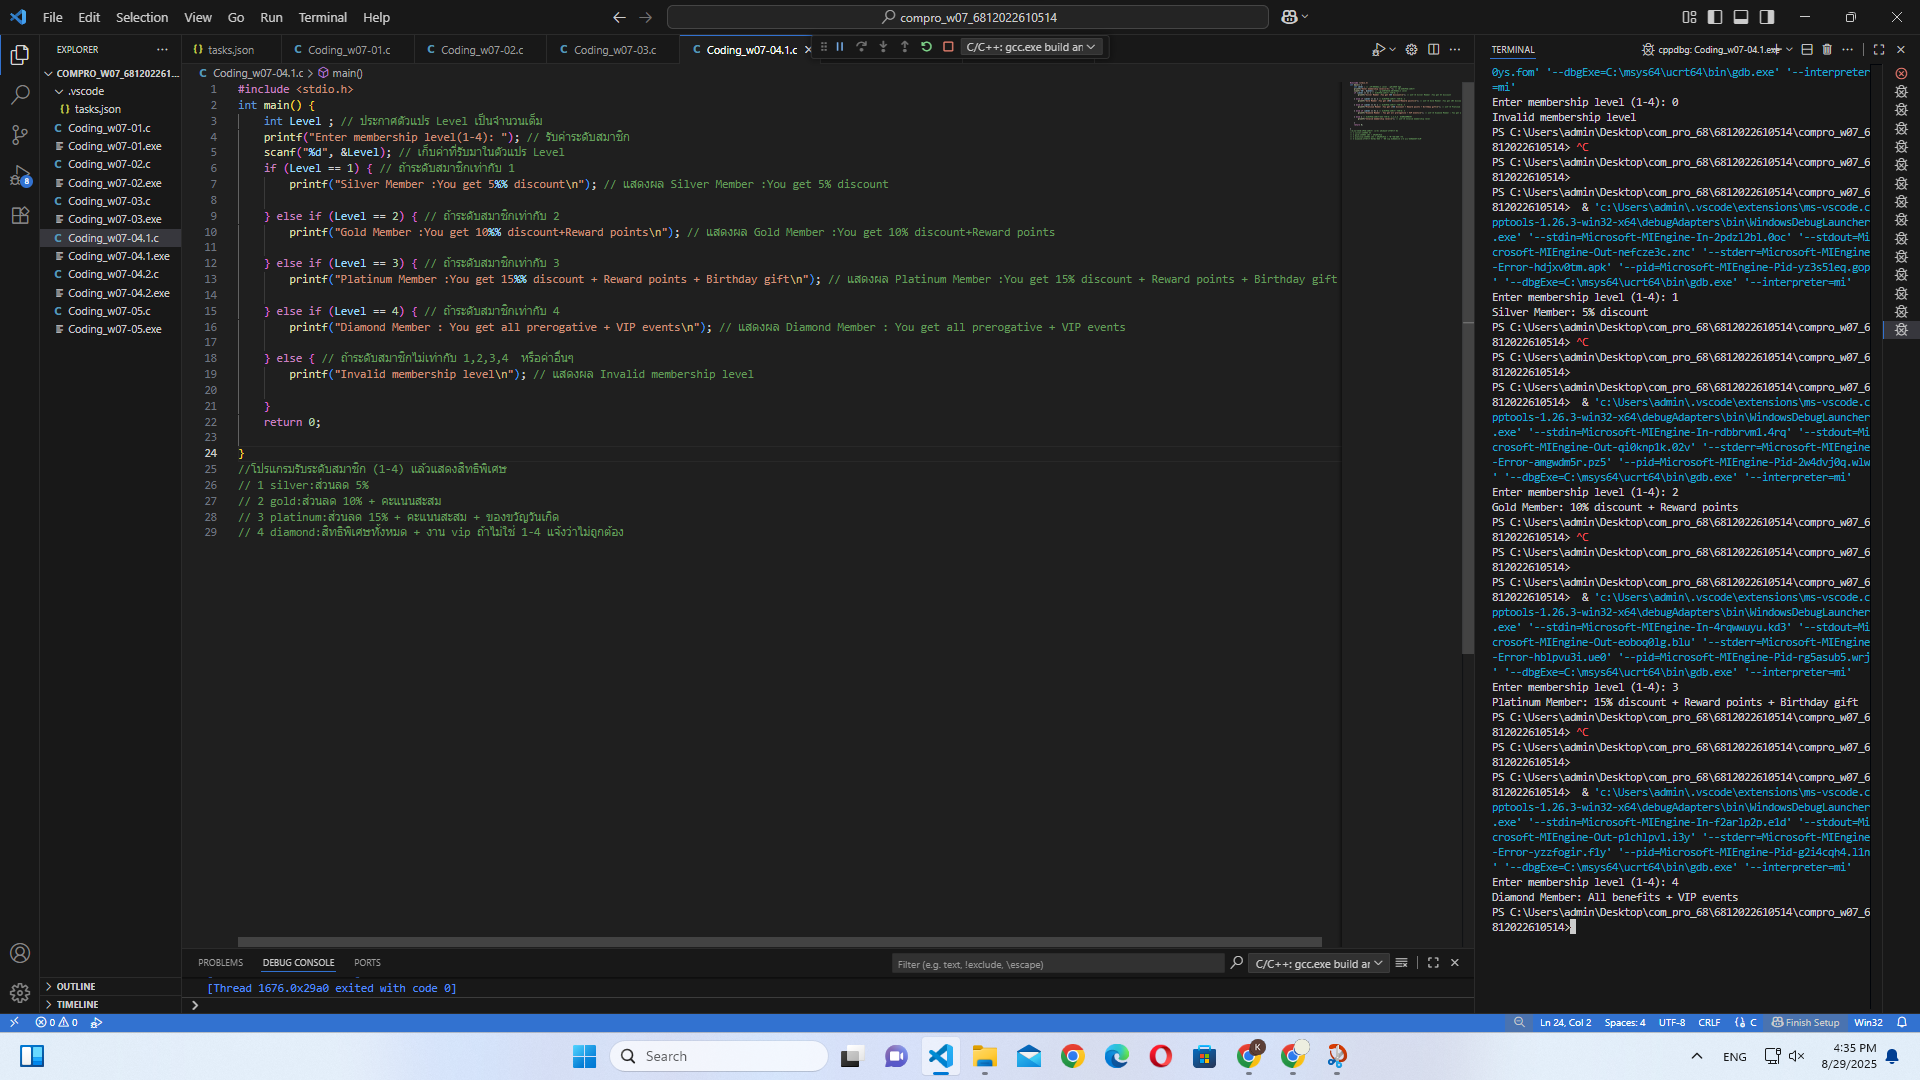 File Edit Selection View Go Run Terminal Help
compro_w07_6812022610514
EXPLORER
COMPRO_W07_681202261...
.vscode
tasks.json
Coding_w07-01.c
Coding_w07-01.exe
Coding_w07-02.c
Coding_w07-02.exe
Coding_w07-03.c
Coding_w07-03.exe
Coding_w07-04.1.c
Coding_w07-04.1.exe
Coding_w07-04.2.c
Coding_w07-04.2.exe
Coding_w07-05.c
Coding_w07-05.exe
OUTLINE
TIMELINE
tasks.json Coding_w07-01.c Coding_w07-02.c Coding_w07-03.c Coding_w07-04.1.c C/C++: gcc.exe build ar
Coding_w07-04.1.c > main()
1 #include <stdio.h>
2 int main() {
3 int Level ; // ประกาศตัวแปร Level เป็นจำนวนเต็ม
4 printf("Enter membership level(1-4): "); // รับค่าระดับสมาชิก
5 scanf("%d", &Level); // เก็บค่าที่รับมาในตัวแปร Level
6 if (Level == 1) { // ถ้าระดับสมาชิกเท่ากับ 1
7 printf("Silver Member :You get 5%% discount\n"); // แสดงผล Silver Member :You get 5% discount
8
9 } else if (Level == 2) { // ถ้าระดับสมาชิกเท่ากับ 2
10 printf("Gold Member :You get 10%% discount+Reward points\n"); // แสดงผล Gold Member :You get 10% discount+Reward points
11
12 } else if (Level == 3) { // ถ้าระดับสมาชิกเท่ากับ 3
13 printf("Platinum Member :You get 15%% discount + Reward points + Birthday gift\n"); // แสดงผล Platinum Member :You get 15% discount + Reward points + Birthday gift
14
15 } else if (Level == 4) { // ถ้าระดับสมาชิกเท่ากับ 4
16 printf("Diamond Member : You get all prerogative + VIP events\n"); // แสดงผล Diamond Member : You get all prerogative + VIP events
17
18 } else { // ถ้าระดับสมาชิกไม่เท่ากับ 1,2,3,4 หรือค่าอื่นๆ
19 printf("Invalid membership level\n"); // แสดงผล Invalid membership level
20
21 }
22 return 0;
23
24 }
25 //โปรแกรมรับระดับสมาชิก (1-4) แล้วแสดงสิทธิพิเศษ
26 // 1 silver:ส่วนลด 5%
27 // 2 gold:ส่วนลด 10% + คะแนนสะสม
28 // 3 platinum:ส่วนลด 15% + คะแนนสะสม + ของขวัญวันเกิด
29 // 4 diamond:สิทธิพิเศษทั้งหมด + งาน vip ถ้าไม่ใช่ 1-4 แจ้งว่าไม่ถูกต้อง
PROBLEMS DEBUG CONSOLE PORTS
Filter (e.g. text, !exclude, \escape)
C/C++: gcc.exe build ar
[Thread 1676.0x29a0 exited with code 0]
TERMINAL
cppdbg: Coding_w07-04.1.exe
0ys.fom' '--dbgExe=C:\msys64\ucrt64\bin\gdb.exe' '--interpreter
=mi'
Enter membership level (1-4): 0
Invalid membership level
PS C:\Users\admin\Desktop\com_pro_68\6812022610514\compro_w07_6
812022610514> ^C
PS C:\Users\admin\Desktop\com_pro_68\6812022610514\compro_w07_6
812022610514>
PS C:\Users\admin\Desktop\com_pro_68\6812022610514\compro_w07_6
812022610514> & 'c:\Users\admin\.vscode\extensions\ms-vscode.c
pptools-1.26.3-win32-x64\debugAdapters\bin\WindowsDebugLauncher
.exe' '--stdin=Microsoft-MIEngine-In-2pdzl2bl.0oc' '--stdout=Mi
crosoft-MIEngine-Out-nefcze3c.znc' '--stderr=Microsoft-MIEngine
-Error-hdjxv0tm.apk' '--pid=Microsoft-MIEngine-Pid-yz3s51eq.gop
' '--dbgExe=C:\msys64\ucrt64\bin\gdb.exe' '--interpreter=mi'
Enter membership level (1-4): 1
Silver Member: 5% discount
PS C:\Users\admin\Desktop\com_pro_68\6812022610514\compro_w07_6
812022610514> ^C
PS C:\Users\admin\Desktop\com_pro_68\6812022610514\compro_w07_6
812022610514>
PS C:\Users\admin\Desktop\com_pro_68\6812022610514\compro_w07_6
812022610514> & 'c:\Users\admin\.vscode\extensions\ms-vscode.c
pptools-1.26.3-win32-x64\debugAdapters\bin\WindowsDebugLauncher
.exe' '--stdin=Microsoft-MIEngine-In-rdbbrvml.4rq' '--stdout=Mi
crosoft-MIEngine-Out-qi0knp1k.02v' '--stderr=Microsoft-MIEngine
-Error-amgwdm5r.pz5' '--pid=Microsoft-MIEngine-Pid-2w4dvj0q.wlw
' '--dbgExe=C:\msys64\ucrt64\bin\gdb.exe' '--interpreter=mi'
Enter membership level (1-4): 2
Gold Member: 10% discount + Reward points
PS C:\Users\admin\Desktop\com_pro_68\6812022610514\compro_w07_6
812022610514> ^C
PS C:\Users\admin\Desktop\com_pro_68\6812022610514\compro_w07_6
812022610514>
PS C:\Users\admin\Desktop\com_pro_68\6812022610514\compro_w07_6
812022610514> & 'c:\Users\admin\.vscode\extensions\ms-vscode.c
pptools-1.26.3-win32-x64\debugAdapters\bin\WindowsDebugLauncher
.exe' '--stdin=Microsoft-MIEngine-In-4rqwwuyu.kd3' '--stdout=Mi
crosoft-MIEngine-Out-eoboq0lg.blu' '--stderr=Microsoft-MIEngine
-Error-hblpvu3i.ue0' '--pid=Microsoft-MIEngine-Pid-rg5asub5.wrj
' '--dbgExe=C:\msys64\ucrt64\bin\gdb.exe' '--interpreter=mi'
Enter membership level (1-4): 3
Platinum Member: 15% discount + Reward points + Birthday gift
PS C:\Users\admin\Desktop\com_pro_68\6812022610514\compro_w07_6
812022610514> ^C
PS C:\Users\admin\Desktop\com_pro_68\6812022610514\compro_w07_6
812022610514>
PS C:\Users\admin\Desktop\com_pro_68\6812022610514\compro_w07_6
812022610514> & 'c:\Users\admin\.vscode\extensions\ms-vscode.c
pptools-1.26.3-win32-x64\debugAdapters\bin\WindowsDebugLauncher
.exe' '--stdin=Microsoft-MIEngine-In-f2arlp2p.e1d' '--stdout=Mi
crosoft-MIEngine-Out-p1chlpvl.i3y' '--stderr=Microsoft-MIEngine
-Error-yzzfogir.fly' '--pid=Microsoft-MIEngine-Pid-g2i4cqh4.l1n
' '--dbgExe=C:\msys64\ucrt64\bin\gdb.exe' '--interpreter=mi'
Enter membership level (1-4): 4
Diamond Member: All benefits + VIP events
PS C:\Users\admin\Desktop\com_pro_68\6812022610514\compro_w07_6
812022610514>
0 0 Ln 24, Col 2 Spaces: 4 UTF-8 CRLF {} C Finish Setup Win32
Search
ENG
4:35 PM
8/29/2025